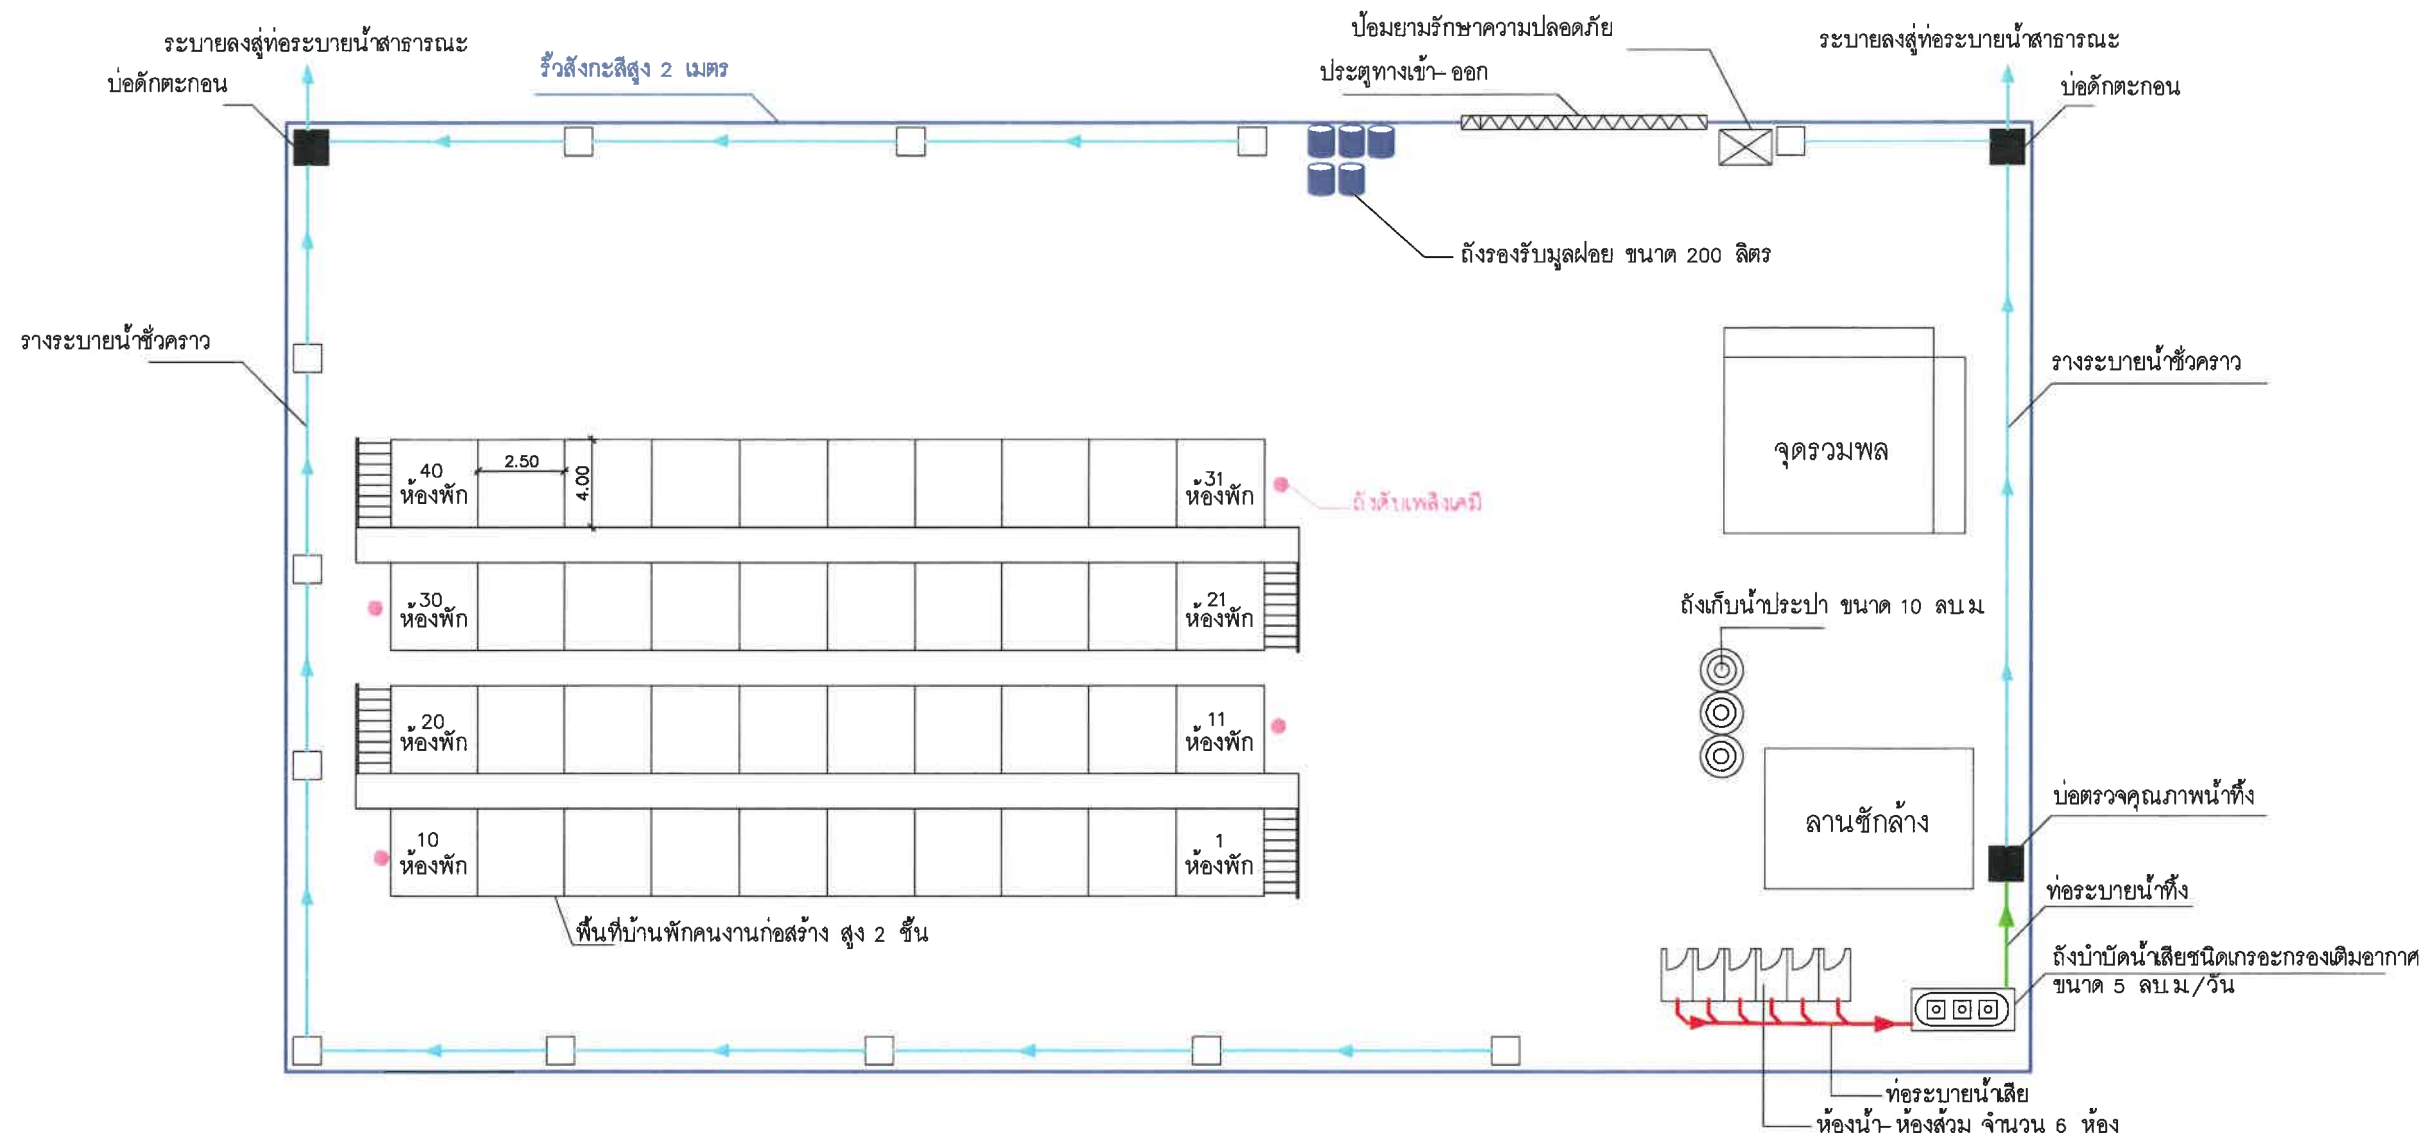 ป้อมยามรักษาความปลอดภัย
ระบายลงสู่ท่อระบายน้ำสาธารณะ
ระบายลงสู่ท่อระบายน้ำสาธารณะ
รั้วสังกะสีสูง 2 เมตร
ประตูทางเข้า-ออก
บ่อดักตะกอน
บ่อดักตะกอน
ถังรองรับมูลฝอย ขนาด 200 ลิตร
รางระบายน้ำชั่วคราว
รางระบายน้ำชั่วคราว
จุดรวมพล
40
ห้องพัก
2.50
4.00
31
ห้องพัก
ถังดับเพลิงเคมี
30
ห้องพัก
21
ห้องพัก
ถังเก็บน้ำประปา ขนาด 10 ลบ.ม
20
ห้องพัก
11
ห้องพัก
บ่อตรวจคุณภาพน้ำทิ้ง
ลานซักล้าง
10
ห้องพัก
1
ห้องพัก
ท่อระบายน้ำทิ้ง
พื้นที่บ้านพักคนงานก่อสร้าง สูง 2 ชั้น
ถังบำบัดน้ำเสียชนิดเกรอะกรองเติมอากาศ
ขนาด 5 ลบ.ม./วัน
ท่อระบายน้ำเสีย
ห้องน้ำ-ห้องส้วม จำนวน 6 ห้อง